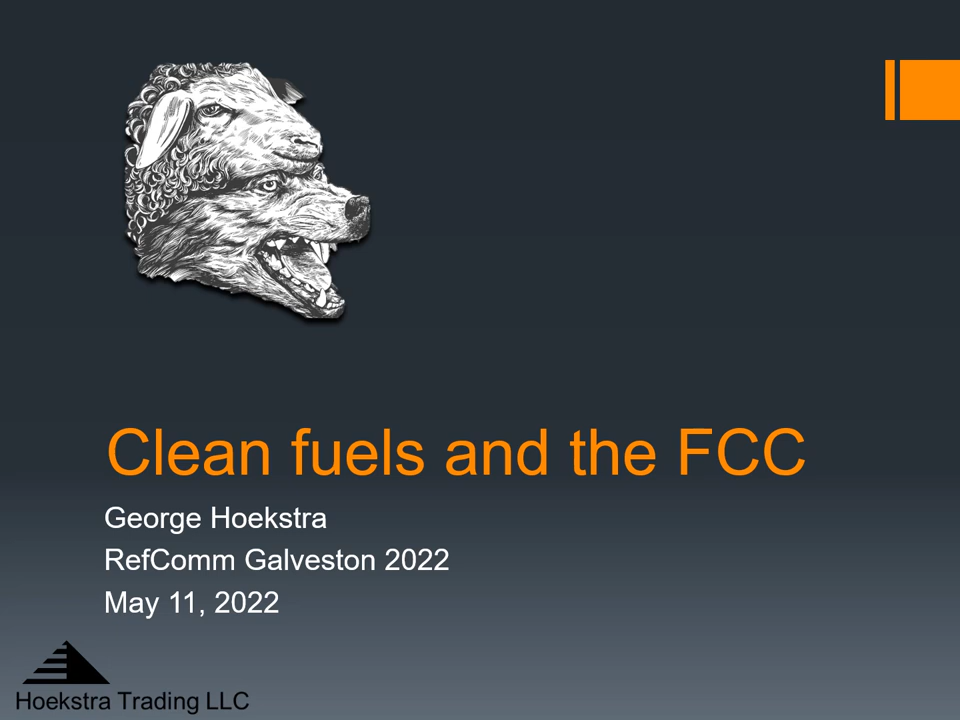 Clean fuels and the FCC
George Hoekstra
RefComm Galveston 2022
May 11, 2022
Hoekstra Trading LLC